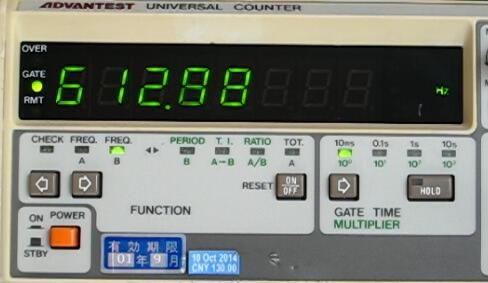 ADVANTEST UNIVERSAL COUNTER
OVER
GATE
RMT
612.88
Hz
CHECK FREQ. FREQ. PERIOD T. I. RATIO TOT.
A B B A→B A/B A
RESET ON OFF
FUNCTION
10ms 0.1s 1s 10s
10⁰ 10¹ 10² 10³
HOLD
GATE TIME
MULTIPLIER
ON POWER
STBY
有効期限
01年9月
10 Oct 2014
CNY 130.00